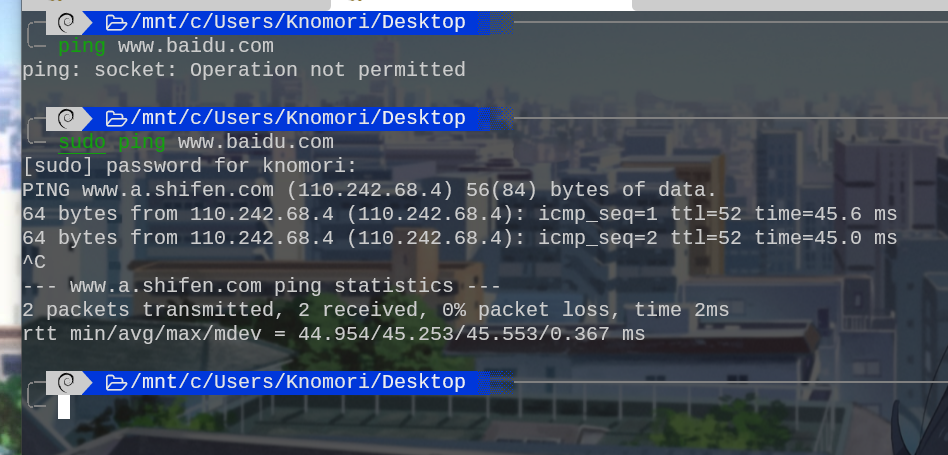 /mnt/c/Users/Knomori/Desktop
ping www.baidu.com
ping: socket: Operation not permitted
/mnt/c/Users/Knomori/Desktop
sudo ping www.baidu.com
[sudo] password for knomori:
PING www.a.shifen.com (110.242.68.4) 56(84) bytes of data.
64 bytes from 110.242.68.4 (110.242.68.4): icmp_seq=1 ttl=52 time=45.6 ms
64 bytes from 110.242.68.4 (110.242.68.4): icmp_seq=2 ttl=52 time=45.0 ms
^C
--- www.a.shifen.com ping statistics ---
2 packets transmitted, 2 received, 0% packet loss, time 2ms
rtt min/avg/max/mdev = 44.954/45.253/45.553/0.367 ms
/mnt/c/Users/Knomori/Desktop